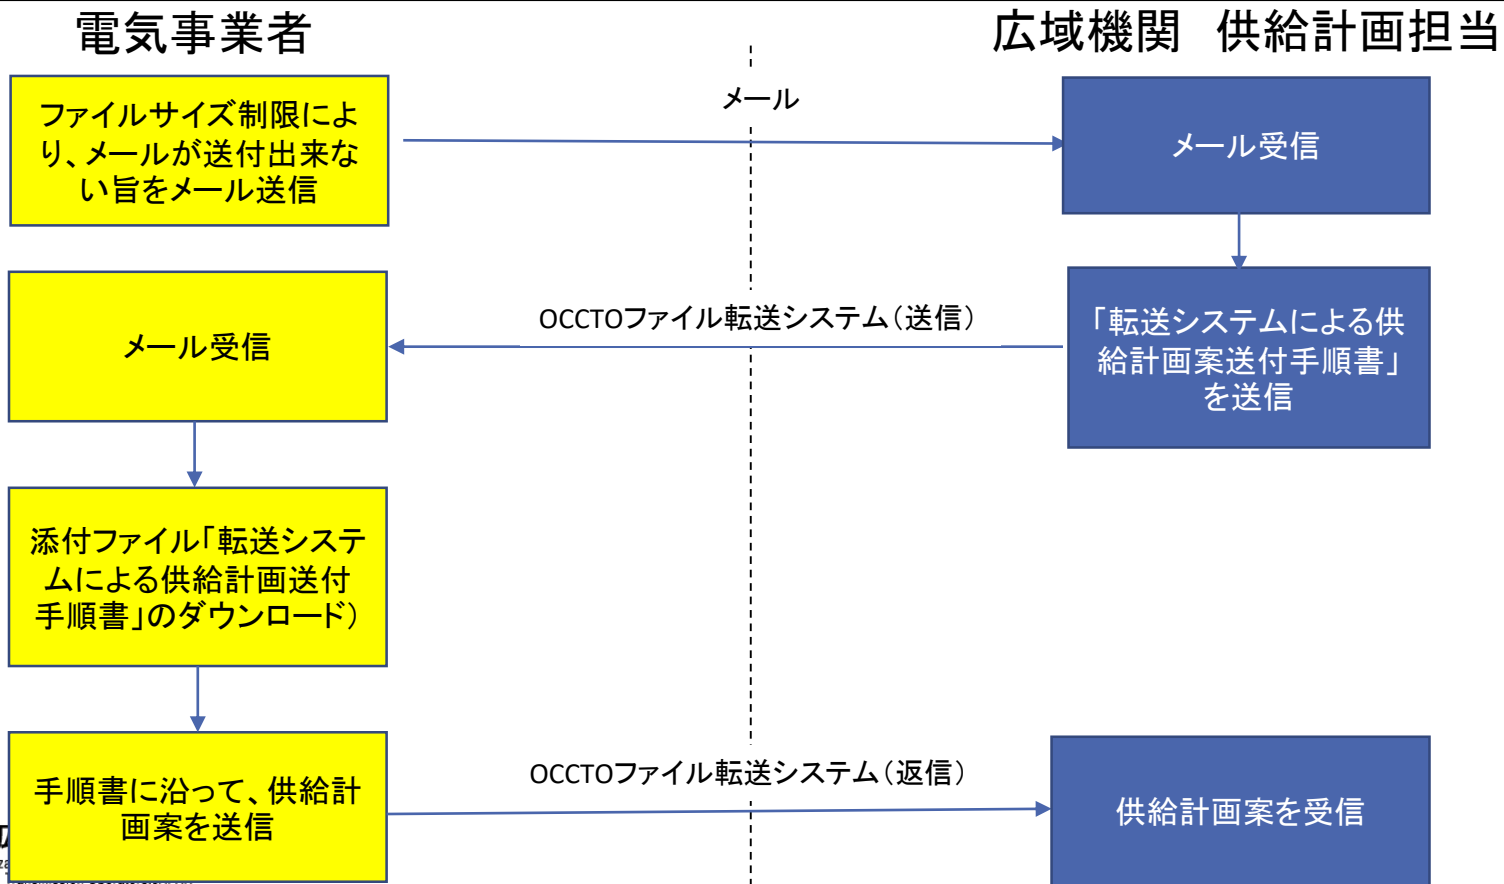 電気事業者
広域機関　供給計画担当
ファイルサイズ制限によ
り、メールが送付出来な
い旨をメール送信
メール
メール受信
メール受信
OCCTOファイル転送システム（送信）
「転送システムによる供
給計画案送付手順書」
を送信
添付ファイル「転送システ
ムによる供給計画送付
手順書」のダウンロード）
手順書に沿って、供給計
画案を送信
OCCTOファイル転送システム（返信）
供給計画案を受信